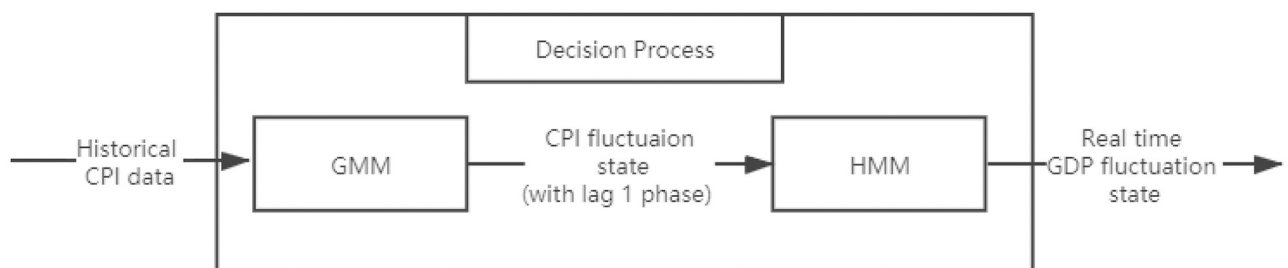 Decision Process
Historical
CPI data
GMM
CPI fluctuaion
state
(with lag 1 phase)
HMM
Real time
GDP fluctuation
state